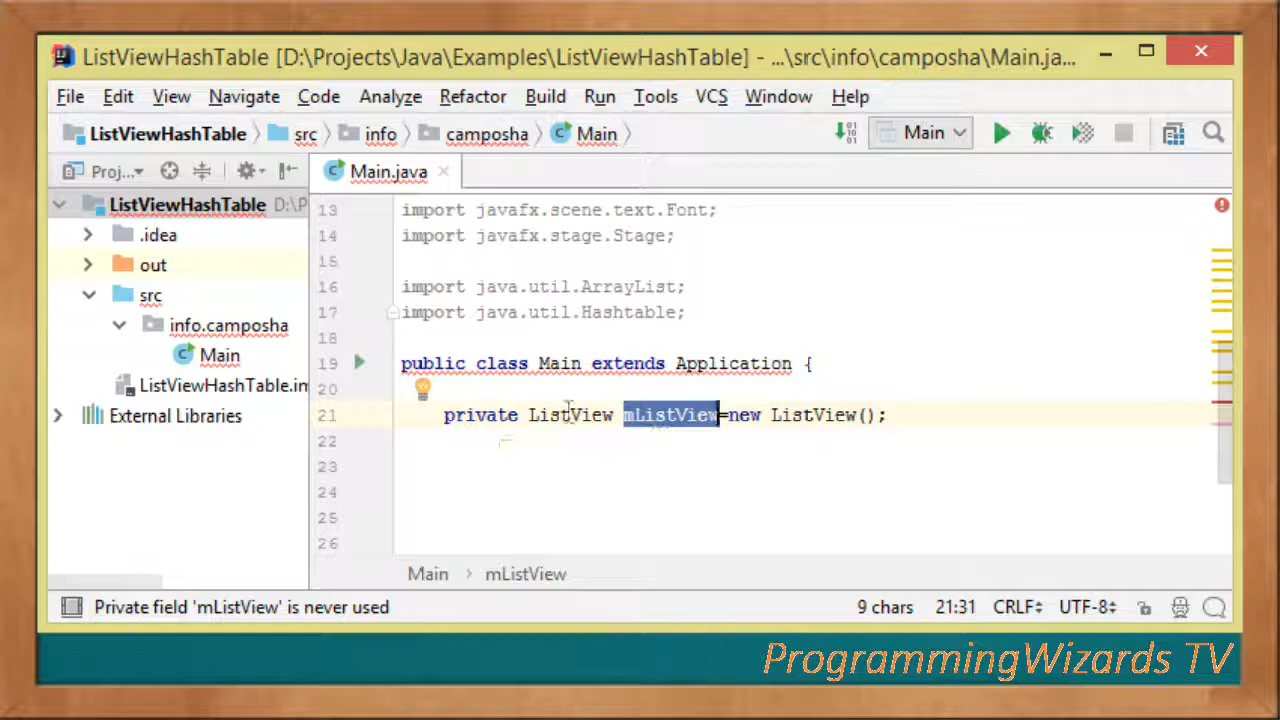 ListViewHashTable [D:\Projects\Java\Examples\ListViewHashTable] - ...\src\info\camposha\Main.ja...
File Edit View Navigate Code Analyze Refactor Build Run Tools VCS Window Help
ListViewHashTable src info camposha Main Main
Proj... Main.java
ListViewHashTable D:\P
.idea
out
src
info.camposha
Main
ListViewHashTable.im
External Libraries
13 import javafx.scene.text.Font;
14 import javafx.stage.Stage;
15
16 import java.util.ArrayList;
17 import java.util.Hashtable;
18
19 public class Main extends Application {
20
21 private ListView mListView=new ListView();
22
23
24
25
26
Main > mListView
Private field 'mListView' is never used 9 chars 21:31 CRLF UTF-8
ProgrammingWizards TV